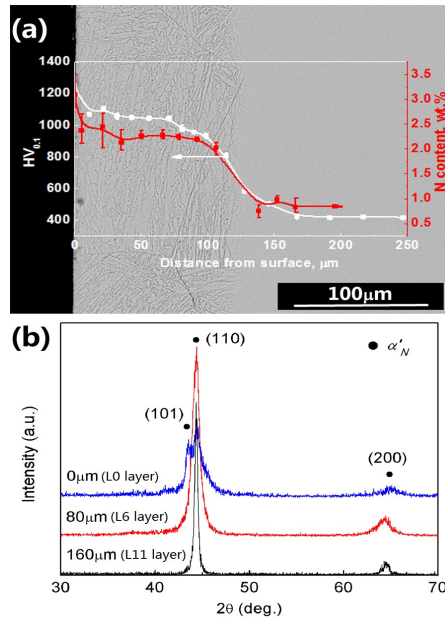 (a)
1400
1200
1000
800
600
400
HV0.1
3.5
3.0
2.5
2.0
1.5
1.0
0.5
N content, wt.%
0 50 100 150 200 250
Distance from surface, μm
100μm
(b)
(110)
● α'N
(101)
(200)
0μm (L0 layer)
80μm (L6 layer)
160μm (L11 layer)
Intensity (a.u.)
30 40 50 60 70
2θ (deg.)